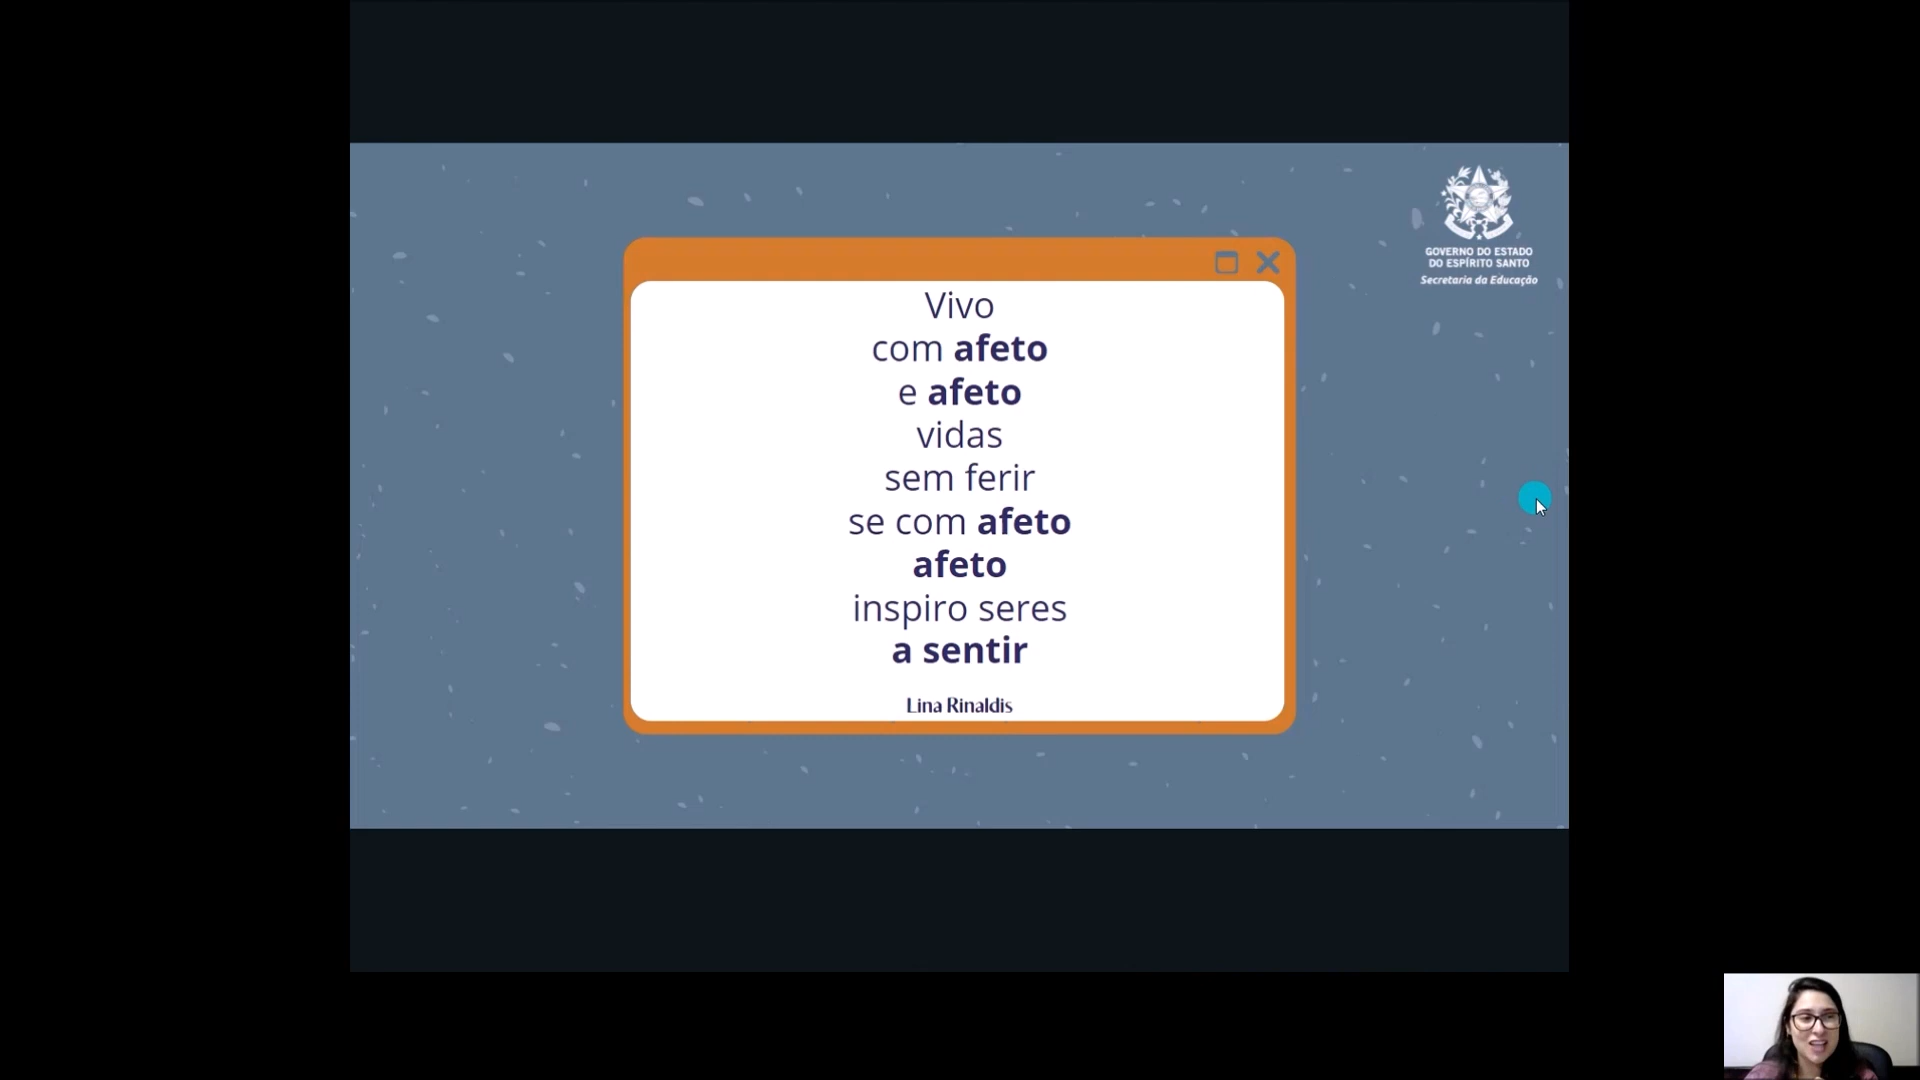 GOVERNO DO ESTADO
DO ESPÍRITO SANTO
Secretaria da Educação
Vivo
com afeto
e afeto
vidas
sem ferir
se com afeto
afeto
inspiro seres
a sentir
Lina Rinaldis